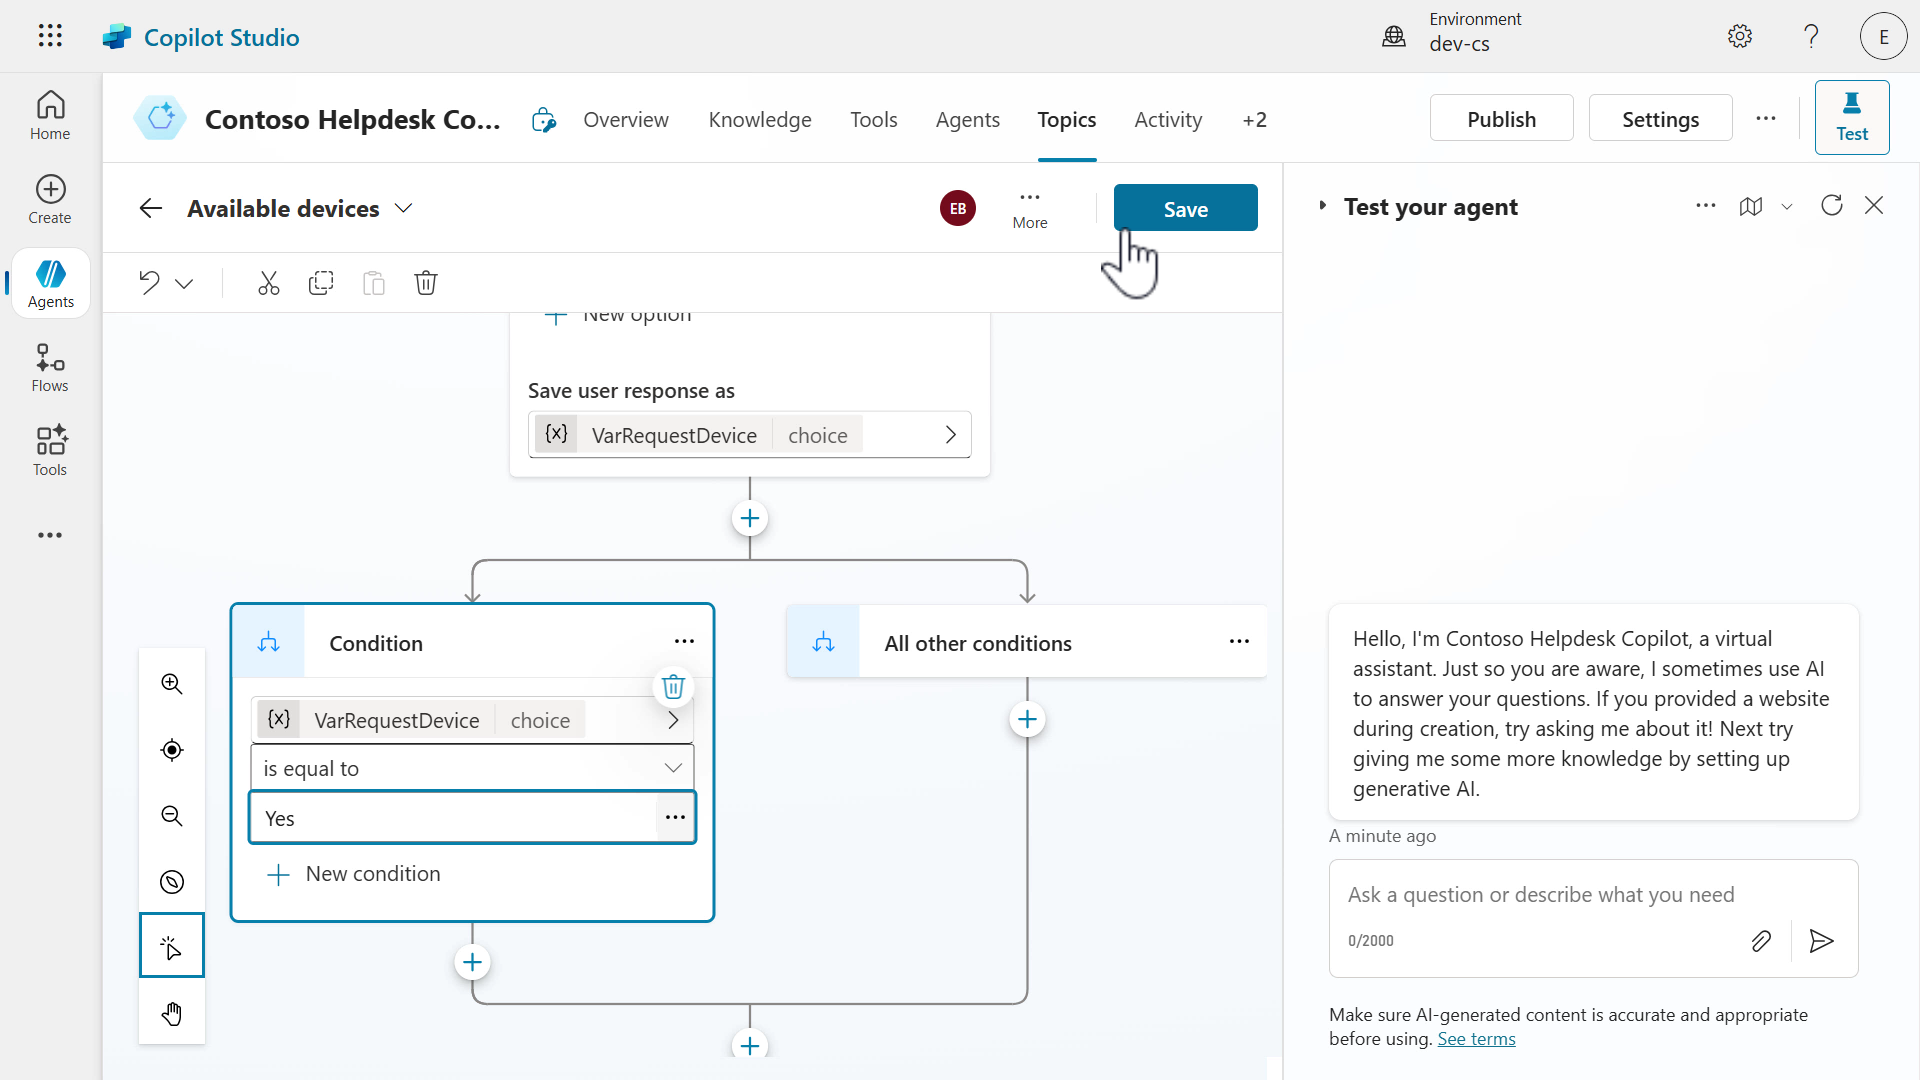 Copilot Studio
Environment
dev-cs
E
Home
Create
Agents
Flows
Tools
Contoso Helpdesk Co...
Overview
Knowledge
Tools
Agents
Topics
Activity
+2
Publish
Settings
Test
Available devices
EB
More
Save
New option
Save user response as
{x} VarRequestDevice choice
Condition
{x} VarRequestDevice choice
is equal to
Yes
New condition
All other conditions
Test your agent
Hello, I'm Contoso Helpdesk Copilot, a virtual
assistant. Just so you are aware, I sometimes use AI
to answer your questions. If you provided a website
during creation, try asking me about it! Next try
giving me some more knowledge by setting up
generative AI.
A minute ago
Ask a question or describe what you need
0/2000
Make sure AI-generated content is accurate and appropriate
before using. See terms